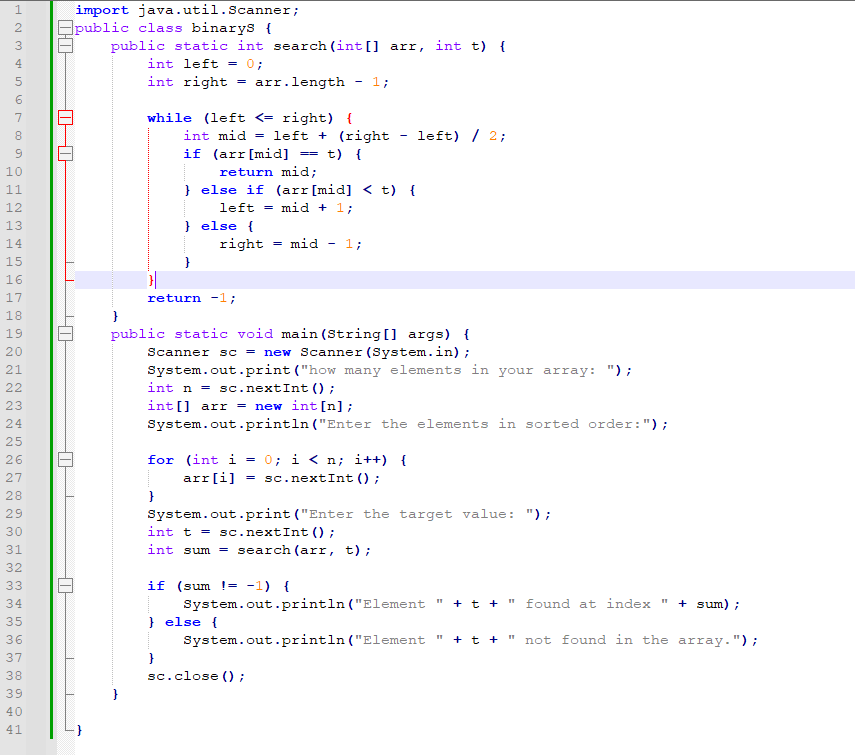 1 import java.util.Scanner;
2 public class binaryS {
3 public static int search(int[] arr, int t) {
4 int left = 0;
5 int right = arr.length - 1;
6
7 while (left <= right) {
8 int mid = left + (right - left) / 2;
9 if (arr[mid] == t) {
10 return mid;
11 } else if (arr[mid] < t) {
12 left = mid + 1;
13 } else {
14 right = mid - 1;
15 }
16 }
17 return -1;
18 }
19 public static void main(String[] args) {
20 Scanner sc = new Scanner(System.in);
21 System.out.print("how many elements in your array: ");
22 int n = sc.nextInt();
23 int[] arr = new int[n];
24 System.out.println("Enter the elements in sorted order:");
25
26 for (int i = 0; i < n; i++) {
27 arr[i] = sc.nextInt();
28 }
29 System.out.print("Enter the target value: ");
30 int t = sc.nextInt();
31 int sum = search(arr, t);
32
33 if (sum != -1) {
34 System.out.println("Element " + t + " found at index " + sum);
35 } else {
36 System.out.println("Element " + t + " not found in the array.");
37 }
38 sc.close();
39 }
40
41 }